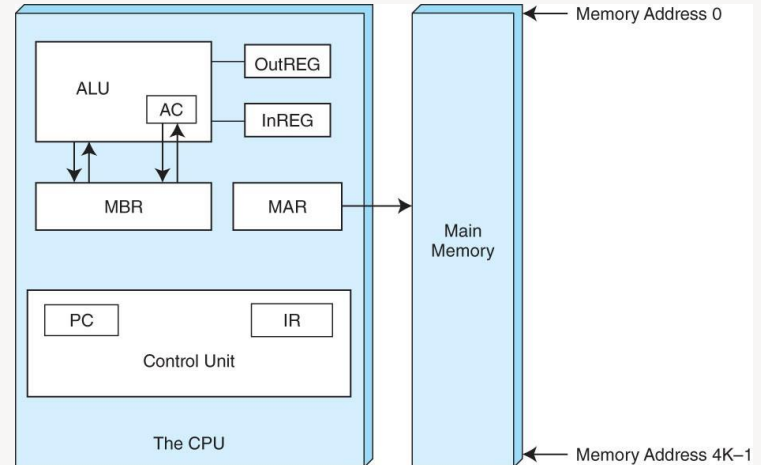 Memory Address 0
OutREG
ALU
AC
InREG
MBR
MAR
Main
Memory
PC
IR
Control Unit
The CPU
Memory Address 4K–1